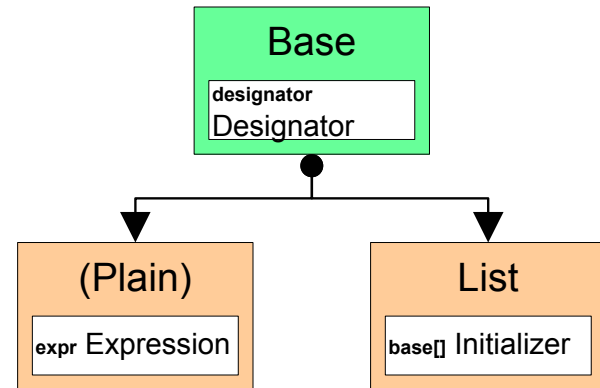 Base
designator
Designator
(Plain)
expr Expression
List
base[] Initializer